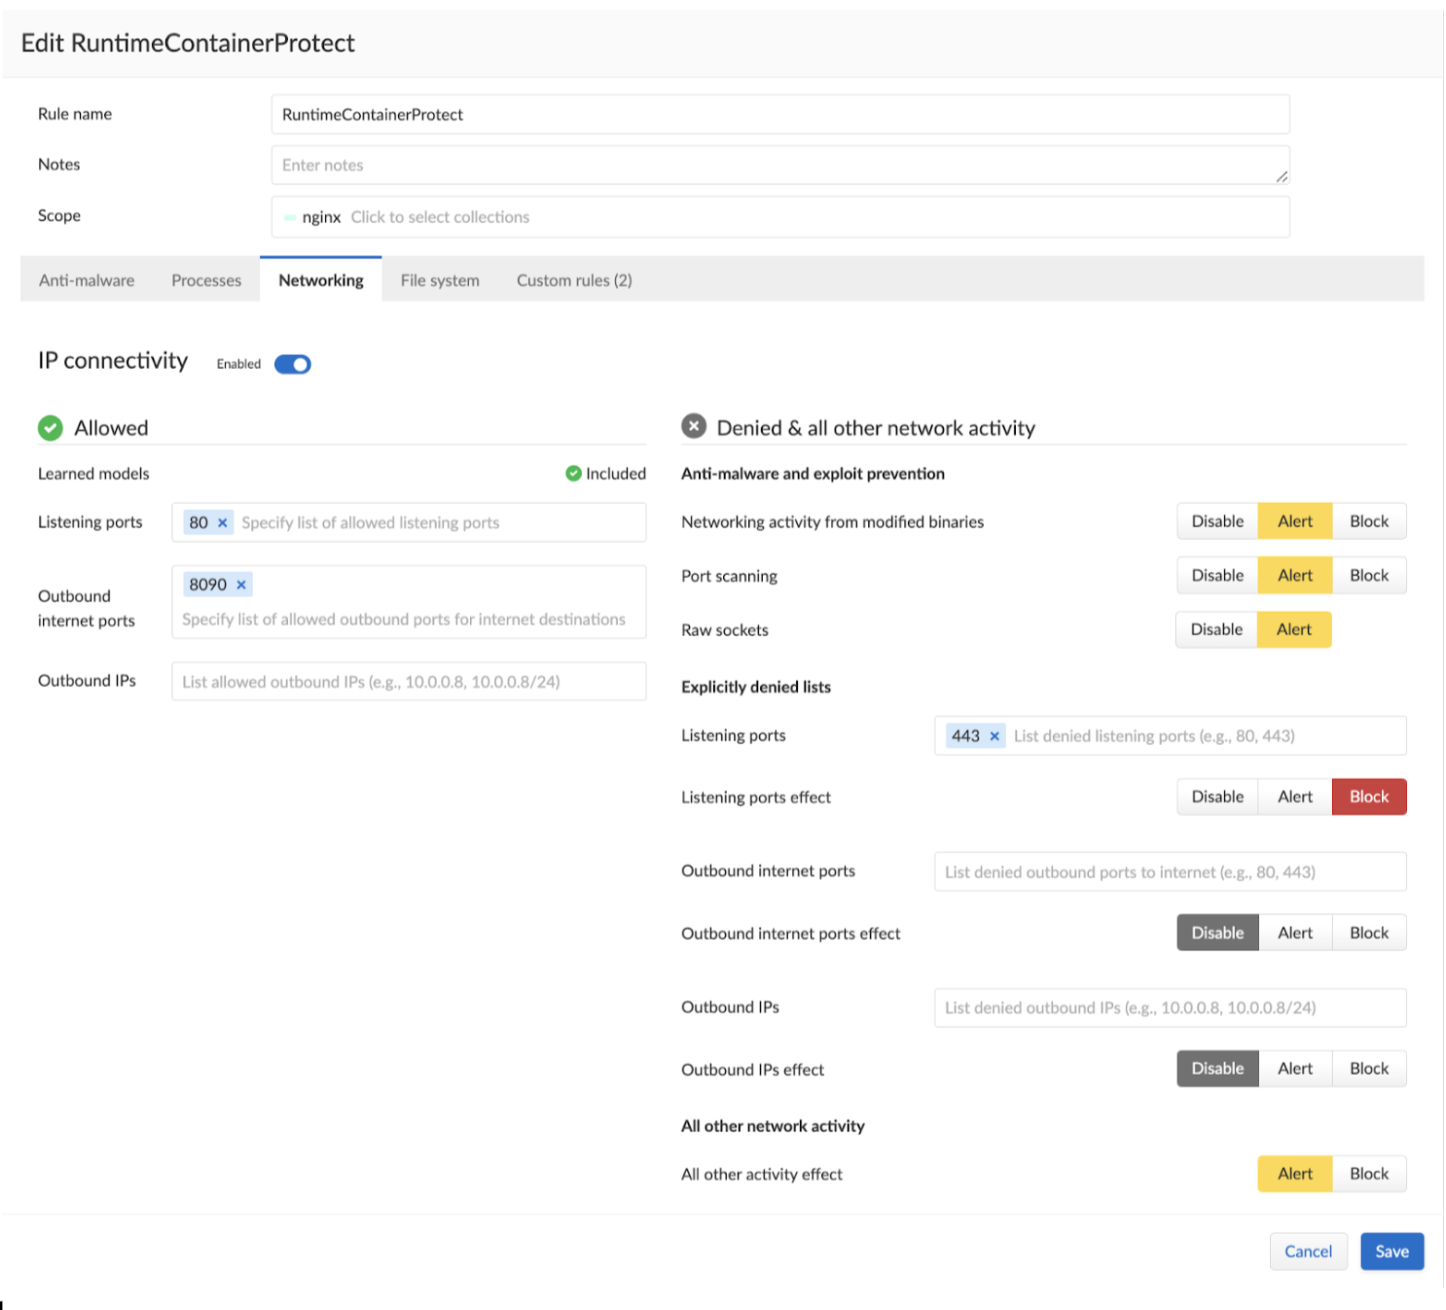 Edit RuntimeContainerProtect
Rule name
RuntimeContainerProtect
Notes
Enter notes
Scope
nginx Click to select collections
Anti-malware Processes Networking File system Custom rules (2)
IP connectivity Enabled
Allowed
Learned models Included
Listening ports 80 × Specify list of allowed listening ports
Outbound
internet ports
8090 ×
Specify list of allowed outbound ports for internet destinations
Outbound IPs List allowed outbound IPs (e.g., 10.0.0.8, 10.0.0.8/24)
Denied & all other network activity
Anti-malware and exploit prevention
Networking activity from modified binaries Disable Alert Block
Port scanning Disable Alert Block
Raw sockets Disable Alert
Explicitly denied lists
Listening ports 443 × List denied listening ports (e.g., 80, 443)
Listening ports effect Disable Alert Block
Outbound internet ports List denied outbound ports to internet (e.g., 80, 443)
Outbound internet ports effect Disable Alert Block
Outbound IPs List denied outbound IPs (e.g., 10.0.0.8, 10.0.0.8/24)
Outbound IPs effect Disable Alert Block
All other network activity
All other activity effect Alert Block
Cancel Save